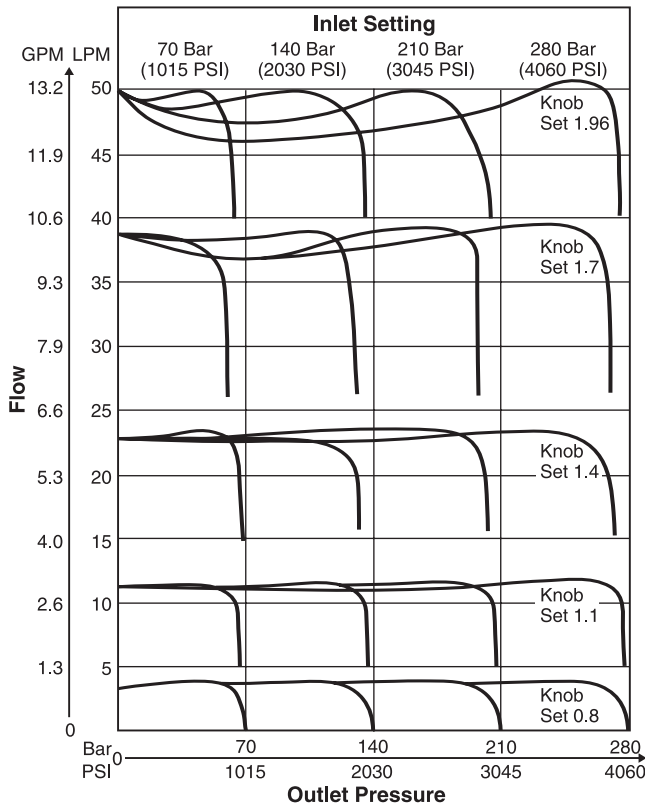 Inlet Setting
70 Bar 140 Bar 210 Bar 280 Bar
(1015 PSI) (2030 PSI) (3045 PSI) (4060 PSI)
GPM LPM
13.2 50
Knob
Set 1.96
11.9 45
10.6 40
Knob
Set 1.7
9.3 35
7.9 30
Flow
6.6 25
Knob
Set 1.4
5.3 20
4.0 15
Knob
Set 1.1
2.6 10
1.3 5
Knob
Set 0.8
0
Bar 0 70 140 210 280
PSI 1015 2030 3045 4060
Outlet Pressure